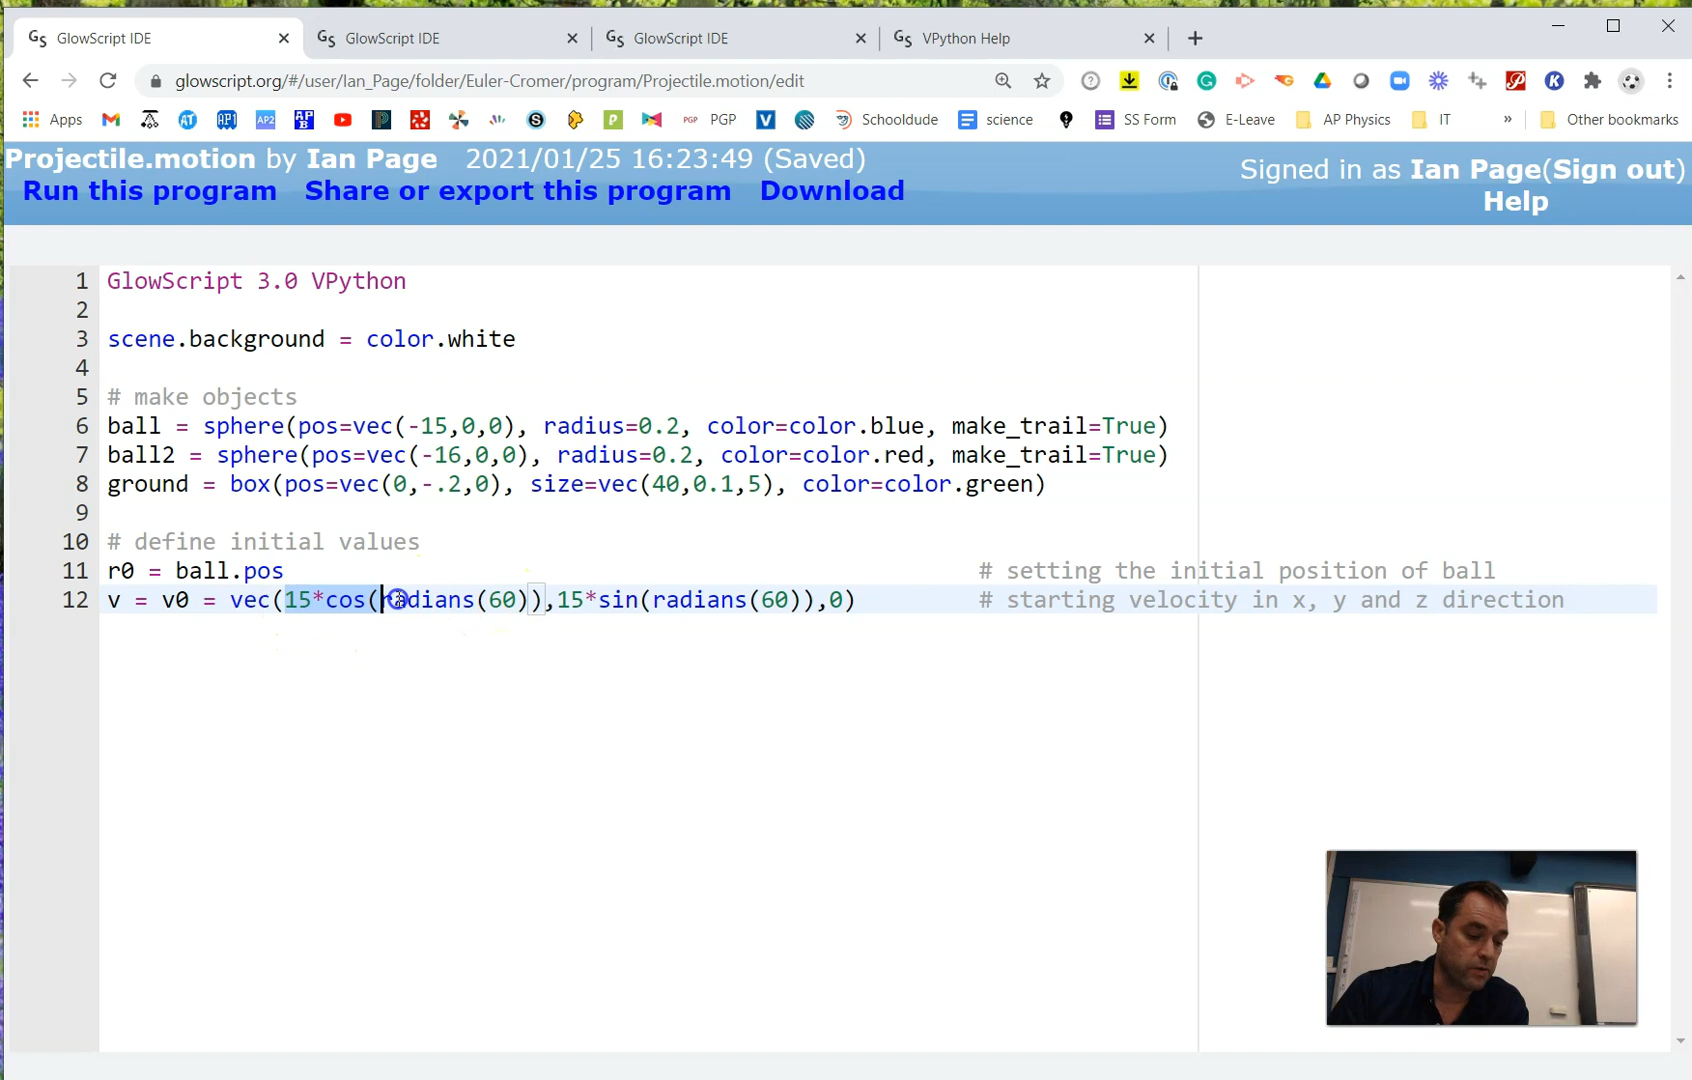 GlowScript IDE
GlowScript IDE
GlowScript IDE
VPython Help
glowscript.org/#/user/Ian_Page/folder/Euler-Cromer/program/Projectile.motion/edit
Apps
PGP PGP
Schooldude
science
SS Form
E-Leave
AP Physics
IT
»
Other bookmarks
Projectile.motion by Ian Page 2021/01/25 16:23:49 (Saved)
Signed in as Ian Page(Sign out)
Run this program Share or export this program Download
Help
1 GlowScript 3.0 VPython
2
3 scene.background = color.white
4
5 # make objects
6 ball = sphere(pos=vec(-15,0,0), radius=0.2, color=color.blue, make_trail=True)
7 ball2 = sphere(pos=vec(-16,0,0), radius=0.2, color=color.red, make_trail=True)
8 ground = box(pos=vec(0,-.2,0), size=vec(40,0.1,5), color=color.green)
9
10 # define initial values
11 r0 = ball.pos # setting the initial position of ball
12 v = v0 = vec(15*cos(radians(60)),15*sin(radians(60)),0) # starting velocity in x, y and z direction